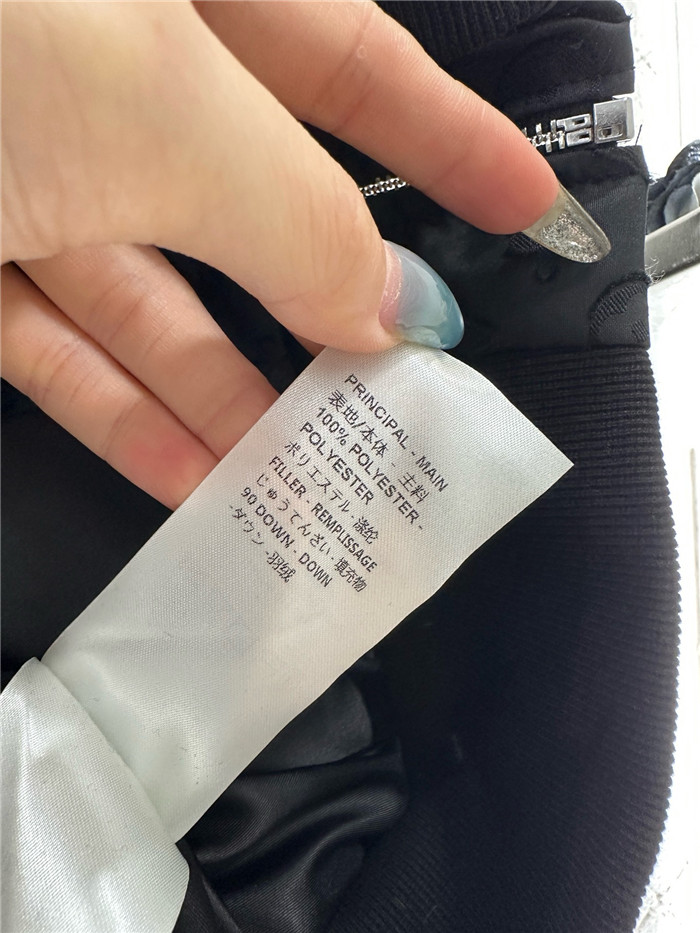 PRINCIPAL - MAIN
表地/本体 - 主料
100% POLYESTER -
POLYESTER
ポリエステル - 涤纶
FILLER - REMPLISSAGE
じゅうてんざい - 填充物
90 DOWN - DOWN
-ダウン - 羽绒